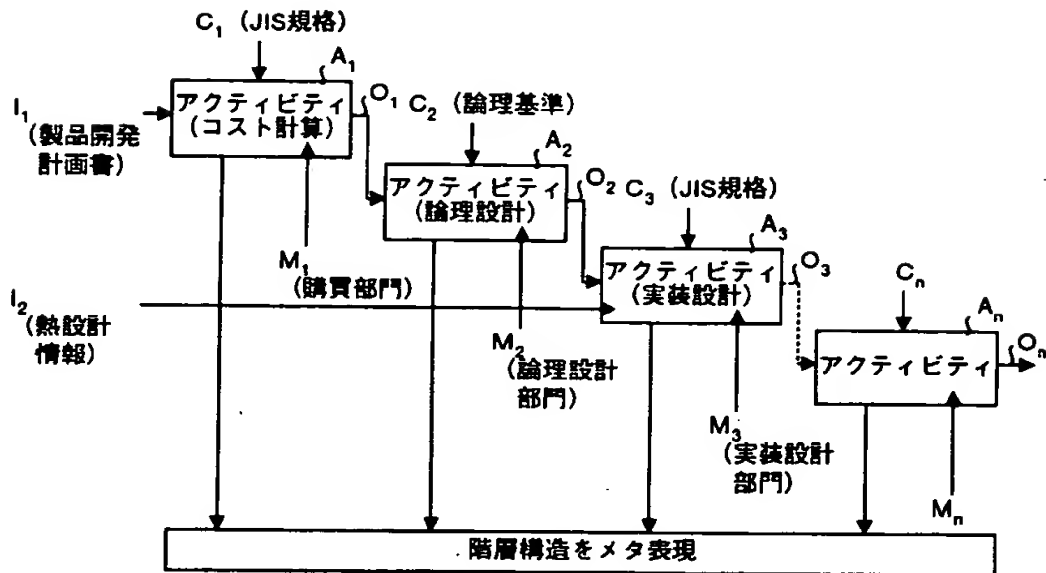 C₁（JIS規格）
A₁
I₁
（製品開発
計画書）
アクティビティ
（コスト計算）
O₁
C₂（論理基準）
A₂
M₁
（購買部門）
アクティビティ
（論理設計）
O₂
C₃（JIS規格）
A₃
I₂
（熱設計
情報）
M₂
（論理設計
部門）
アクティビティ
（実装設計）
O₃
Cₙ
Aₙ
M₃
（実装設計
部門）
アクティビティ
Oₙ
Mₙ
階層構造をメタ表現